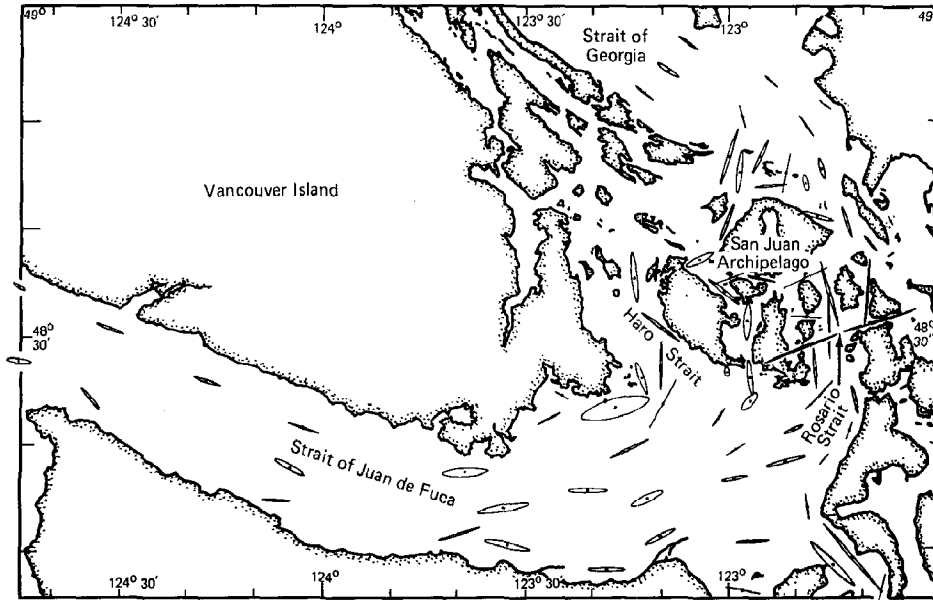 49°
124° 30′
124°
123° 30′
123°
49°
Strait of
Georgia
Vancouver Island
San Juan
Archipelago
48°
30′
Haro
Strait
48°
30′
Rosario
Strait
Strait of Juan de Fuca
124° 30′
124°
123° 30′
123°